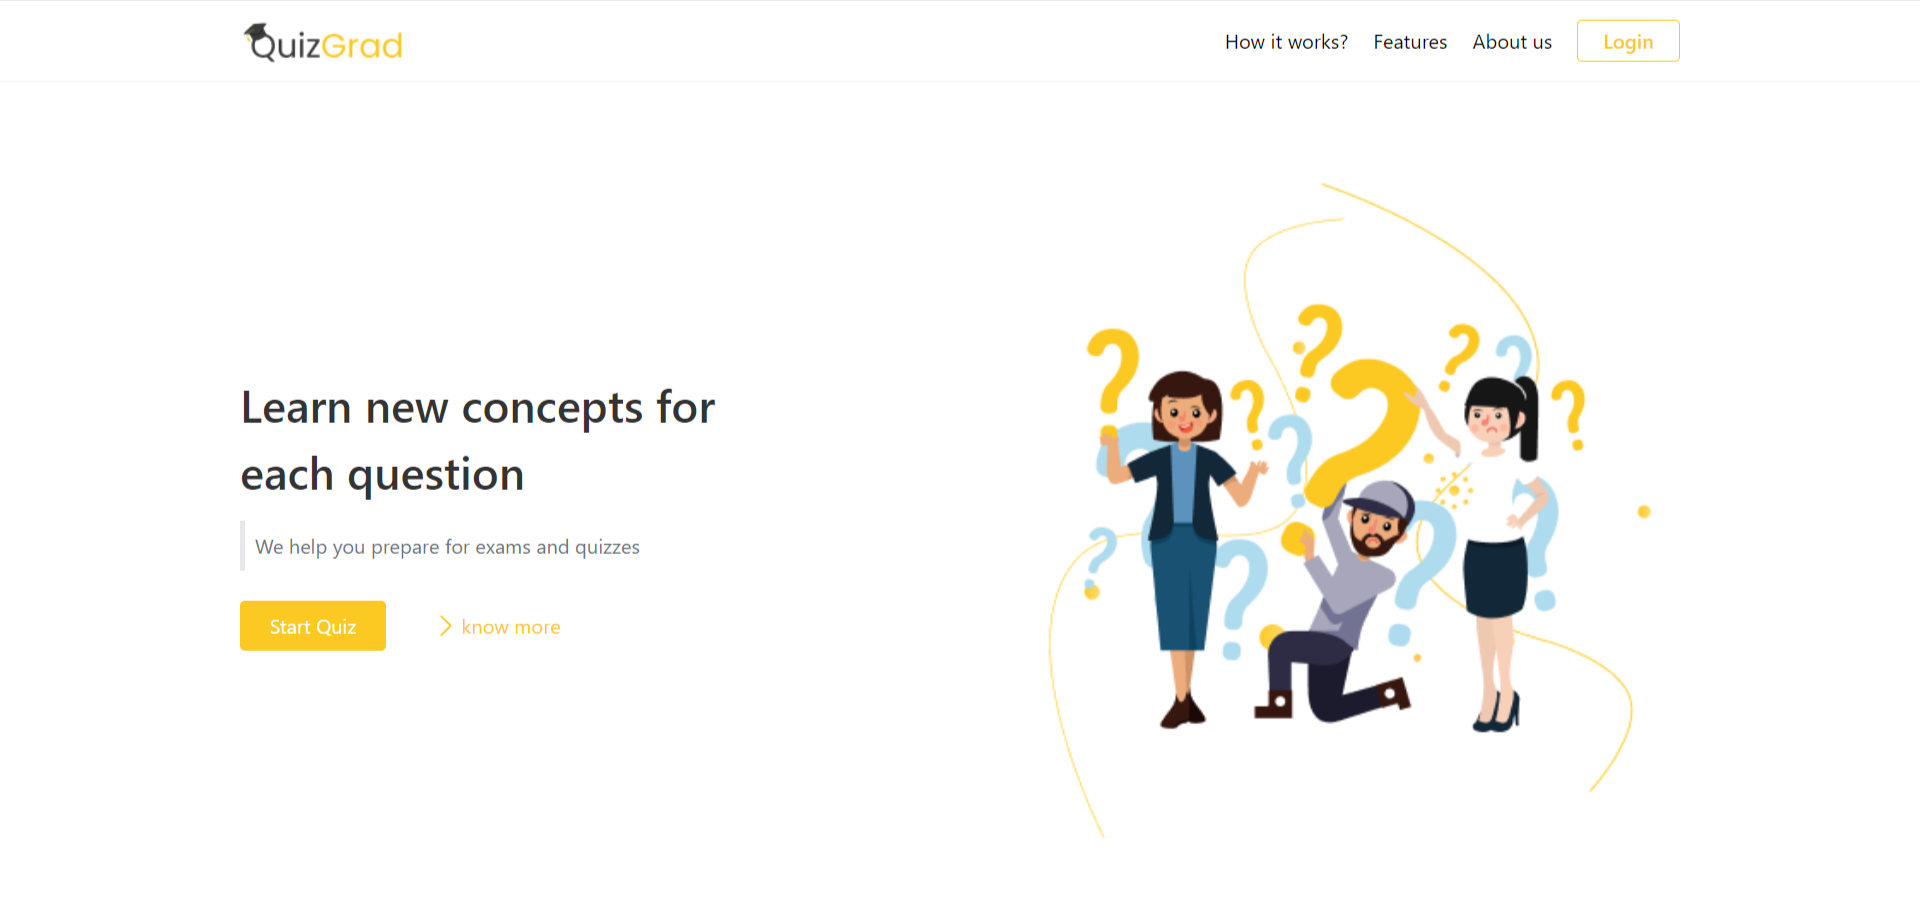 QuizGrad
How it works?
Features
About us
Login
Learn new concepts for
each question
We help you prepare for exams and quizzes
Start Quiz
know more